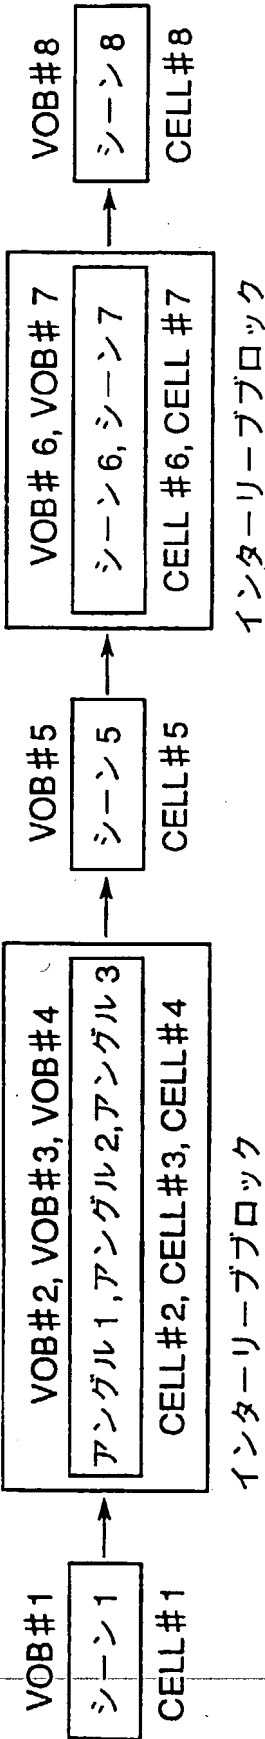 VOB#1
シーン1
CELL#1
VOB#2, VOB#3, VOB#4
アングル1,アングル2,アングル3
CELL#2, CELL#3, CELL#4
インターリーブブロック
VOB#5
シーン5
CELL#5
VOB# 6, VOB# 7
シーン6, シーン7
CELL #6, CELL #7
インターリーブブロック
VOB#8
シーン8
CELL#8